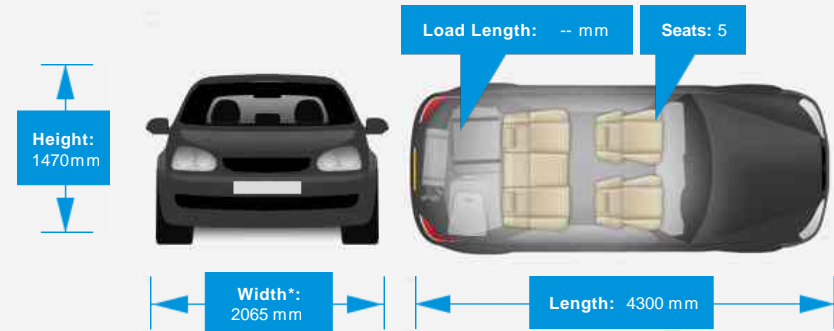 Load Length: -- mm
Seats: 5
Height:
1470mm
Width*:
2065 mm
Length: 4300 mm